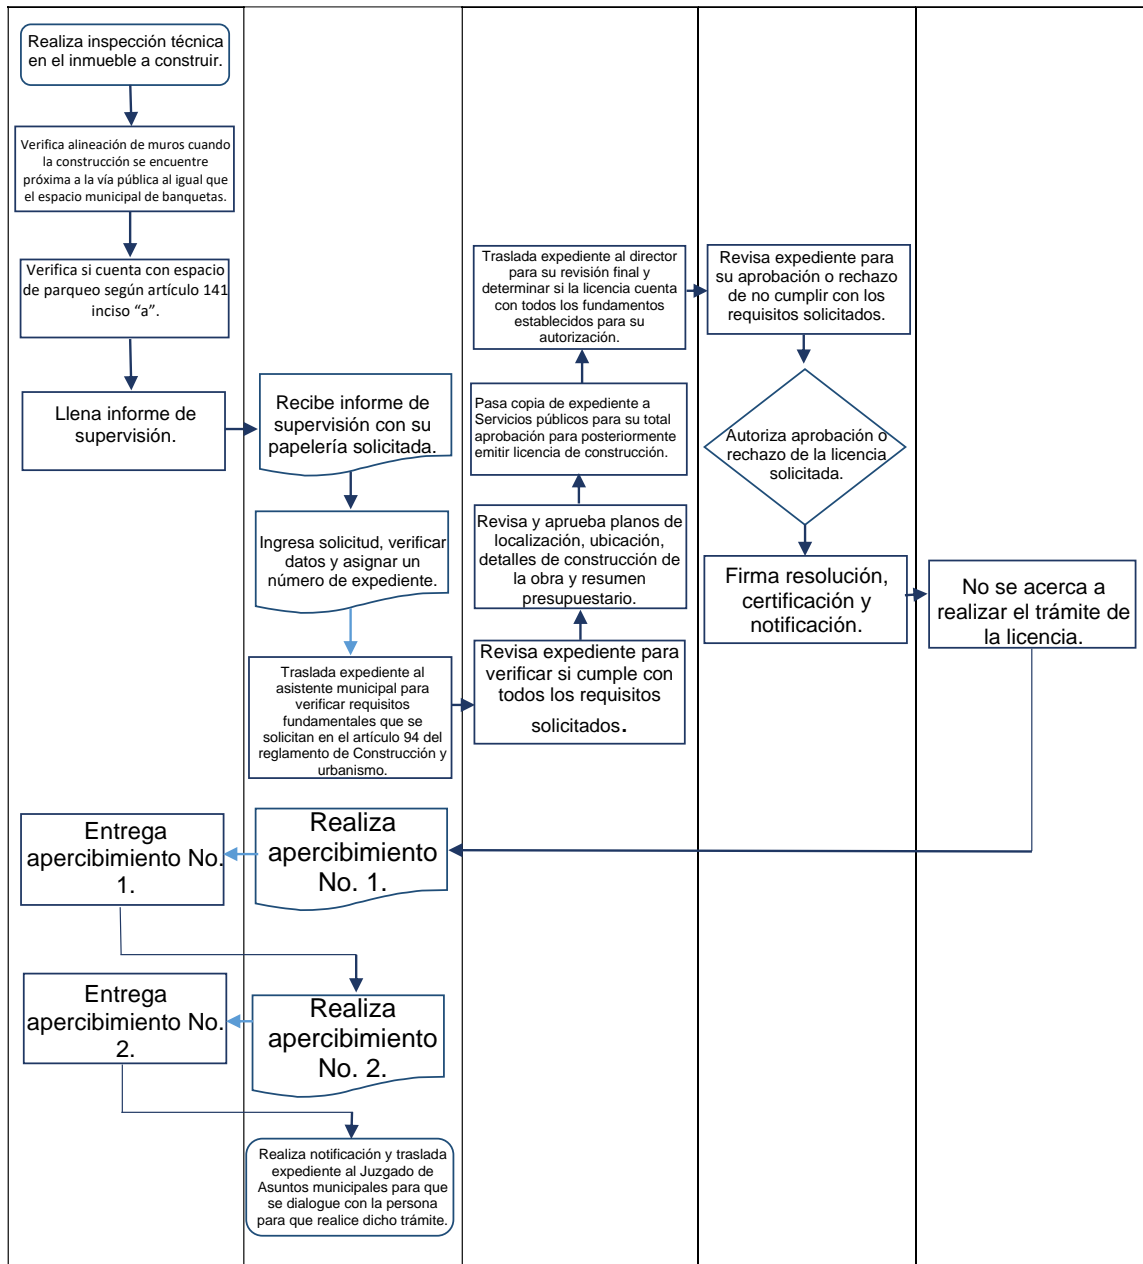 Realiza inspección técnica
en el inmueble a construir.
Verifica alineación de muros cuando
la construcción se encuentre
próxima a la vía pública al igual que
el espacio municipal de banquetas.
Verifica si cuenta con espacio
de parqueo según artículo 141
inciso “a”.
Llena informe de
supervisión.
Recibe informe de
supervisión con su
papelería solicitada.
Ingresa solicitud, verificar
datos y asignar un
número de expediente.
Traslada expediente al
asistente municipal para
verificar requisitos
fundamentales que se
solicitan en el artículo 94 del
reglamento de Construcción y
urbanismo.
Revisa expediente para
verificar si cumple con
todos los requisitos
solicitados.
Revisa y aprueba planos de
localización, ubicación,
detalles de construcción de
la obra y resumen
presupuestario.
Pasa copia de expediente a
Servicios públicos para su total
aprobación para posteriormente
emitir licencia de construcción.
Traslada expediente al director
para su revisión final y
determinar si la licencia cuenta
con todos los fundamentos
establecidos para su
autorización.
Revisa expediente para
su aprobación o rechazo
de no cumplir con los
requisitos solicitados.
Autoriza aprobación o
rechazo de la licencia
solicitada.
Firma resolución,
certificación y
notificación.
No se acerca a
realizar el trámite de
la licencia.
Realiza
apercibimiento
No. 1.
Entrega
apercibimiento No.
1.
Realiza
apercibimiento
No. 2.
Entrega
apercibimiento No.
2.
Realiza notificación y traslada
expediente al Juzgado de
Asuntos municipales para que
se dialogue con la persona
para que realice dicho trámite.